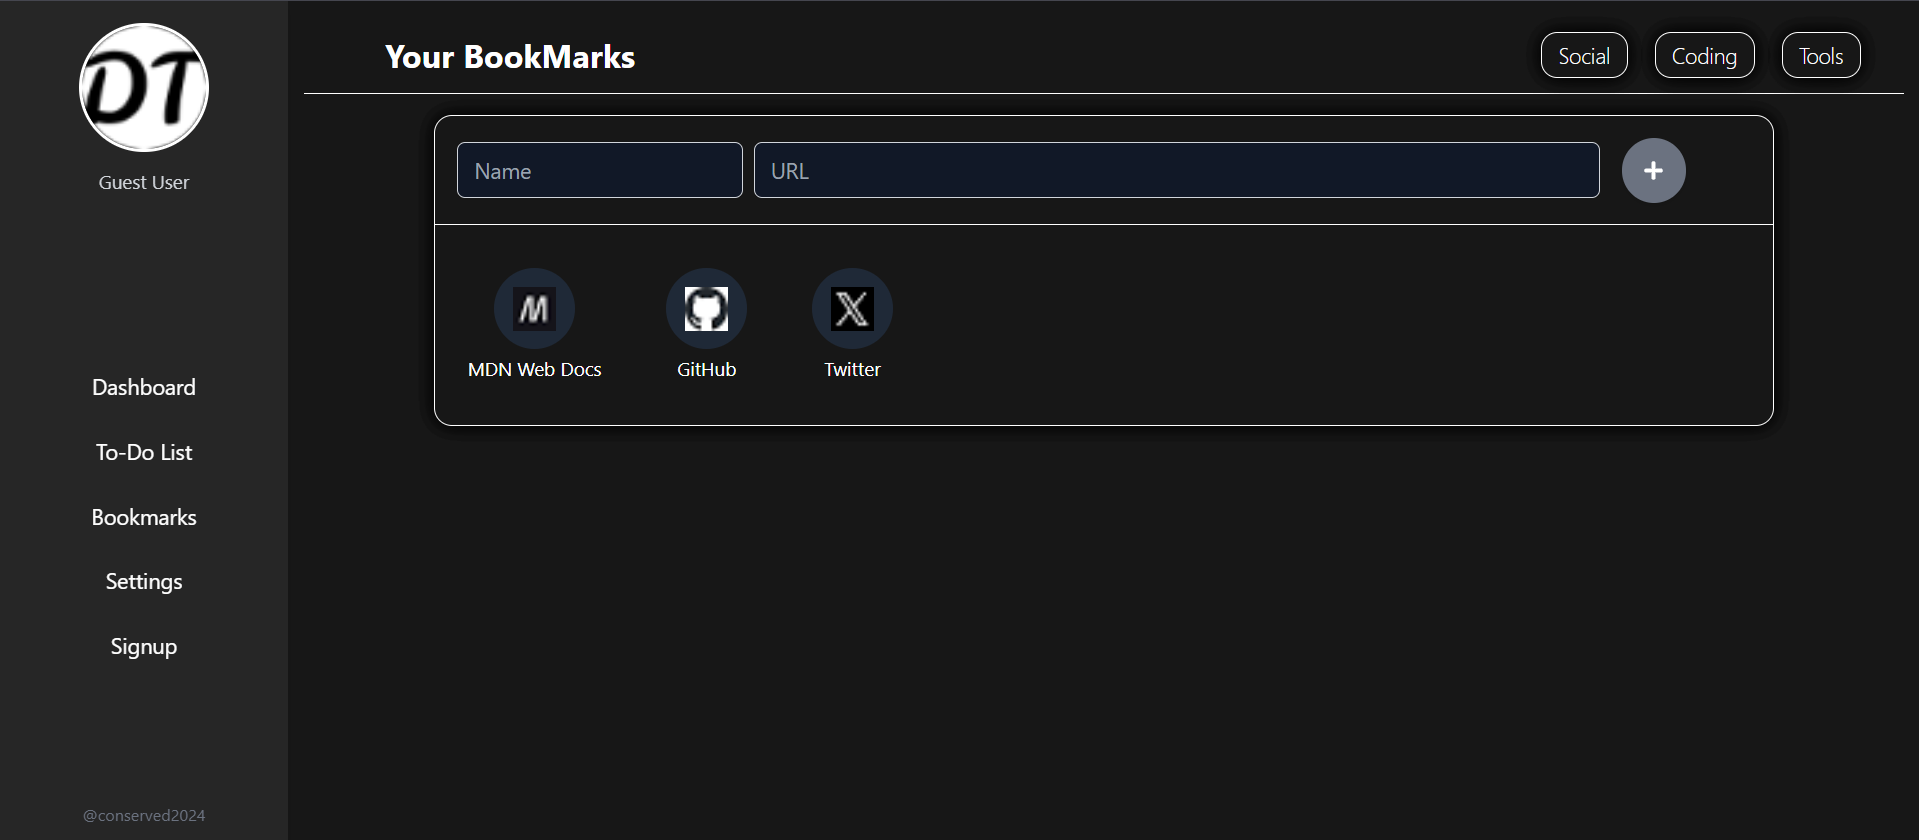 DT
Guest User
Dashboard
To-Do List
Bookmarks
Settings
Signup
@conserved2024
Your BookMarks
Social
Coding
Tools
Name
URL
M
X
MDN Web Docs
GitHub
Twitter